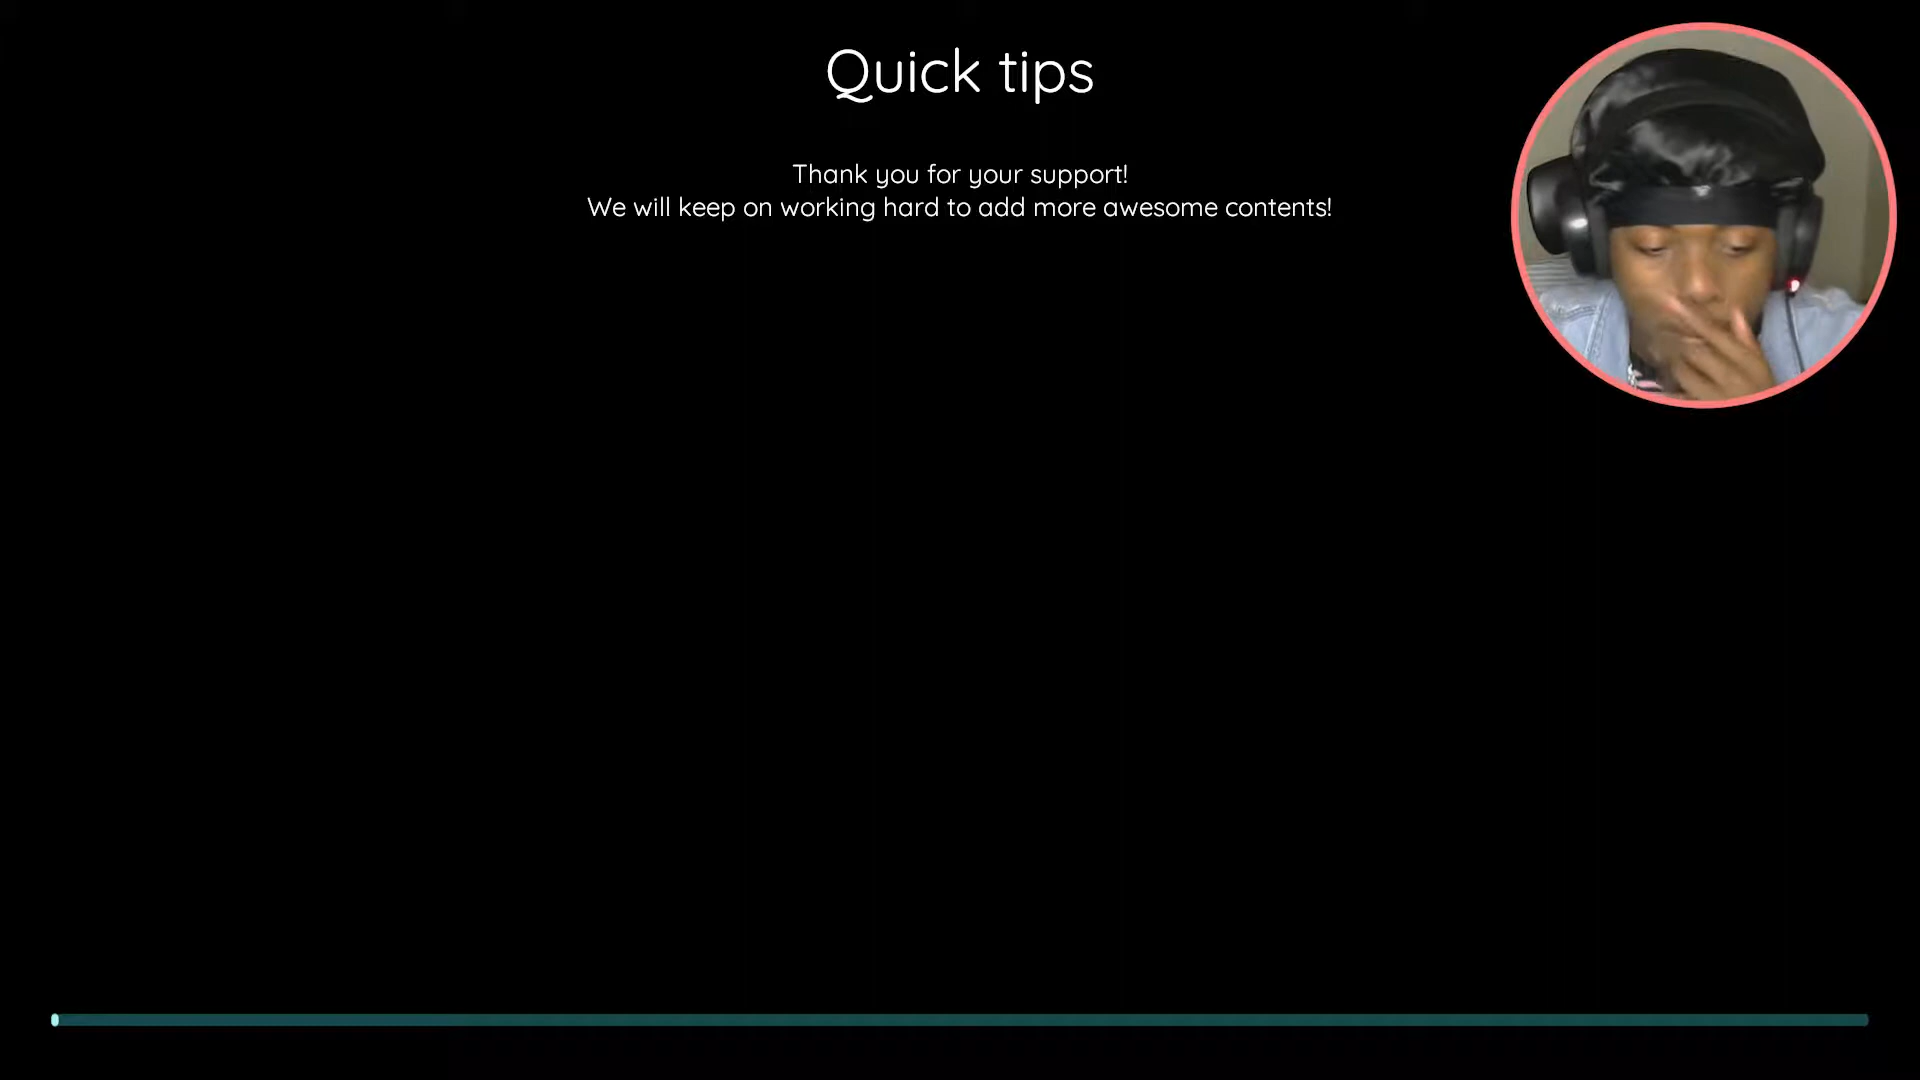 Quick tips
Thank you for your support!
We will keep on working hard to add more awesome contents!